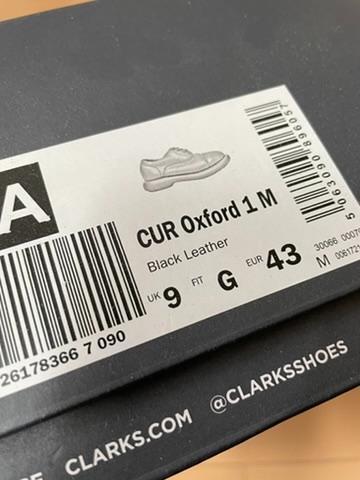 A
CUR Oxford 1 M
Black Leather
UK 9 FIT G EUR 43
26178366 7 090
5 063090 896057
30066
M
CLARKS.COM @CLARKSSHOES